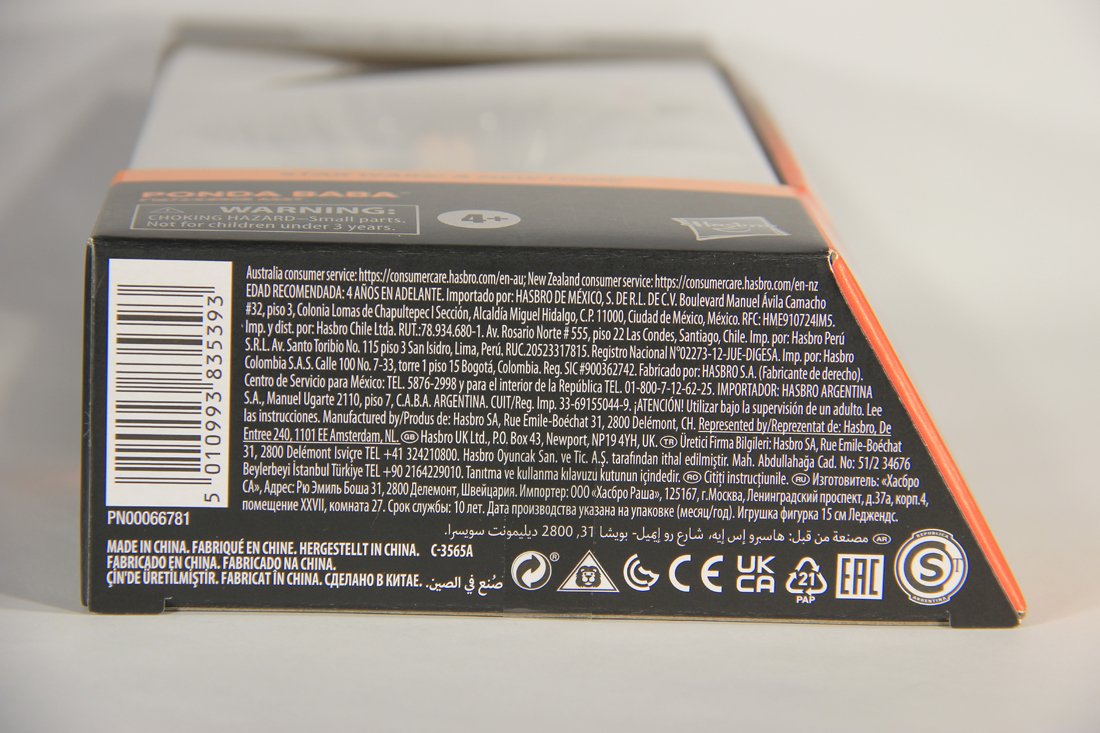 PONDA BABA
WARNING:
CHOKING HAZARD—Small parts.
Not for children under 3 years.
4+
Hasbro
Australia consumer service: https://consumercare.hasbro.com/en-au; New Zealand consumer service: https://consumercare.hasbro.com/en-nz
EDAD RECOMENDADA: 4 AÑOS EN ADELANTE. Importado por: HASBRO DE MÉXICO, S. DE R.L. DE C.V. Boulevard Manuel Ávila Camacho
#32, piso 3, Colonia Lomas de Chapultepec I Sección, Alcaldía Miguel Hidalgo, C.P. 11000, Ciudad de México, México. RFC: HME910724IM5.
Imp. y dist. por: Hasbro Chile Ltda. RUT.:78.934.680-1. Av. Rosario Norte # 555, piso 22 Las Condes, Santiago, Chile. Imp. por: Hasbro Perú
S.R.L. Av. Santo Toribio No. 115 piso 3 San Isidro, Lima, Perú, RUC.20523317815. Registro Nacional N°02273-12-JUE-DIGESA. Imp. por: Hasbro
Colombia S.A.S. Calle 100 No. 7-33, torre 1 piso 15 Bogotá, Colombia. Reg. SIC #900362742. Fabricado por: HASBRO S.A. (Fabricante de derecho).
Centro de Servicio para México: TEL. 5876-2998 y para el interior de la República TEL. 01-800-7-12-62-25. IMPORTADOR: HASBRO ARGENTINA
S.A., Manuel Ugarte 2110, piso 7, C.A.B.A. ARGENTINA. CUIT/Reg. Imp. 33-69155044-9. ¡ATENCIÓN! Utilizar bajo la supervisión de un adulto. Lee
las instrucciones. Manufactured by/Produs de: Hasbro SA, Rue Emile-Boéchat 31, 2800 Delémont, CH. Represented by/Reprezentat de: Hasbro, De
Entree 240, 1101 EE Amsterdam, NL. GB Hasbro UK Ltd., P.O. Box 43, Newport, NP19 4YH, UK. TR Üretici Firma Bilgileri: Hasbro SA, Rue Emile-Boéchat
31, 2800 Delémont İsviçre TEL +41 324210800. Hasbro Oyuncak San. ve Tic. A.Ş. tarafından ithal edilmiştir. Mah. Abdullahağa Cad. No: 51/2 34676
Beylerbeyi İstanbul Türkiye TEL +90 2164229010. Tanıtma ve kullanma kılavuzu kutunun içindedir. RO Citiți instrucțiunile. RU Изготовитель: «Хасбро
СА», Адрес: Рю Эмиль Боша 31, 2800 Делемонт, Швейцария. Импортер: ООО «Хасбро Раша», 125167, г.Москва, Ленинградский проспект, д.37а, корп.4,
помещение XXVII, комната 27. Срок службы: 10 лет. Дата производства указана на упаковке (месяц/год). Игрушка фигурка 15 см Леджендс.
AR مصنعة من قبل: هاسبرو إس إيه، شارع رو إيميل- بويشا 31, 2800 ديليمونت سويسرا.
5 010993 835393
PN00066781
MADE IN CHINA. FABRIQUÉ EN CHINE. HERGESTELLT IN CHINA. C-3565A
FABRICADO EN CHINA. FABRICADO NA CHINA.
ÇİN'DE ÜRETİLMİŞTİR. FABRICAT ÎN CHINA. СДЕЛАНО В КИТАЕ. صُنع في الصين.
®
CE
UK
CA
21
PAP
EAC
REPUBLICA
S
T
ARGENTINA